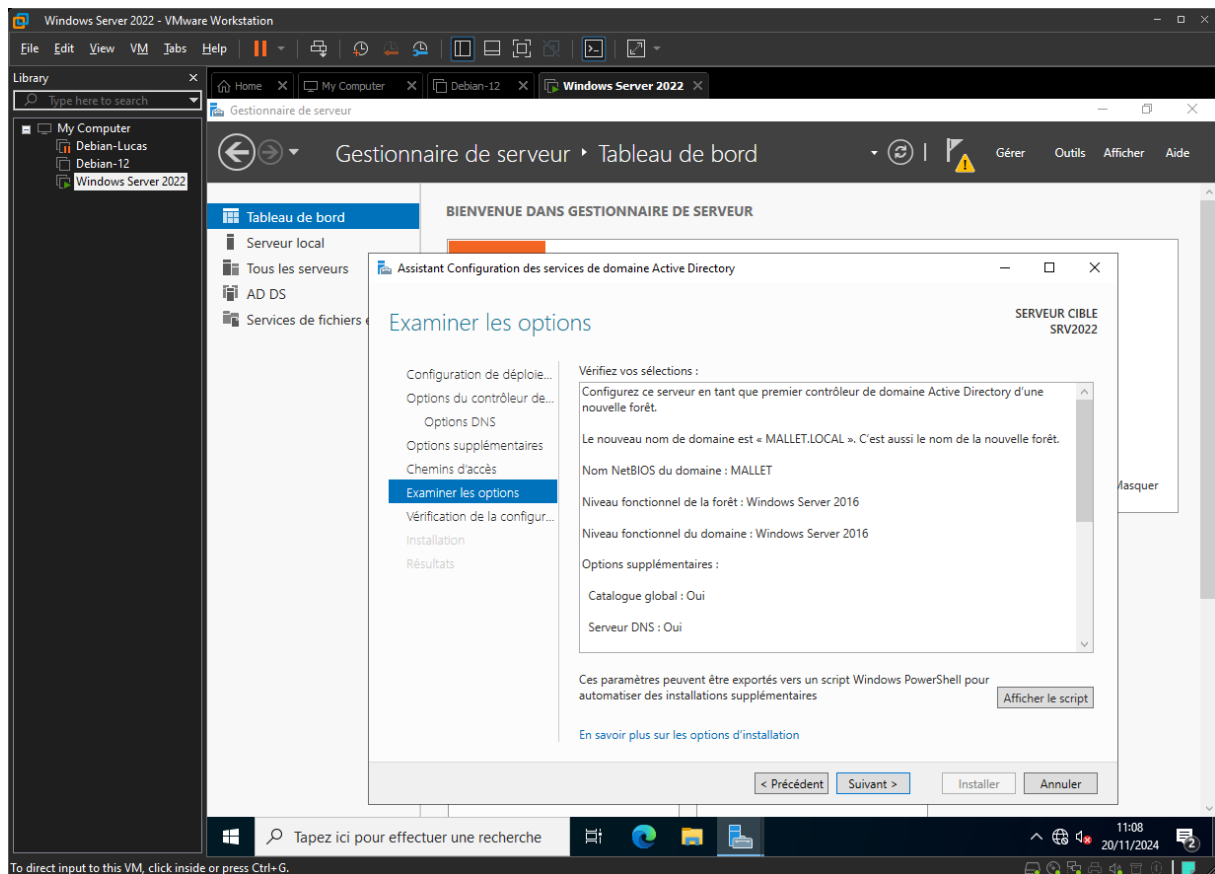 Windows Server 2022 - VMware Workstation
File Edit View VM Tabs Help
Library
Type here to search
My Computer
Debian-Lucas
Debian-12
Windows Server 2022
Home
My Computer
Debian-12
Windows Server 2022
Gestionnaire de serveur
Gestionnaire de serveur ‣ Tableau de bord
Gérer Outils Afficher Aide
Tableau de bord
Serveur local
Tous les serveurs
AD DS
Services de fichiers
BIENVENUE DANS GESTIONNAIRE DE SERVEUR
Masquer
Assistant Configuration des services de domaine Active Directory
Examiner les options
SERVEUR CIBLE
SRV2022
Configuration de déploie...
Options du contrôleur de...
Options DNS
Options supplémentaires
Chemins d'accès
Examiner les options
Vérification de la configur...
Installation
Résultats
Vérifiez vos sélections :
Configurez ce serveur en tant que premier contrôleur de domaine Active Directory d'une
nouvelle forêt.
Le nouveau nom de domaine est « MALLET.LOCAL ». C'est aussi le nom de la nouvelle forêt.
Nom NetBIOS du domaine : MALLET
Niveau fonctionnel de la forêt : Windows Server 2016
Niveau fonctionnel du domaine : Windows Server 2016
Options supplémentaires :
Catalogue global : Oui
Serveur DNS : Oui
Ces paramètres peuvent être exportés vers un script Windows PowerShell pour
automatiser des installations supplémentaires
Afficher le script
En savoir plus sur les options d'installation
< Précédent Suivant > Installer Annuler
Tapez ici pour effectuer une recherche
11:08
20/11/2024
2
To direct input to this VM, click inside or press Ctrl+G.